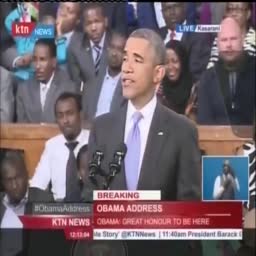 ktn
NEWS
LIVE
Kasarani
BREAKING
#ObamaAddress
OBAMA ADDRESS
OBAMA: GREAT HONOUR TO BE HERE
KTN NEWS
12:13:04
le Story' @KTNNews | 11:40am President Barack O